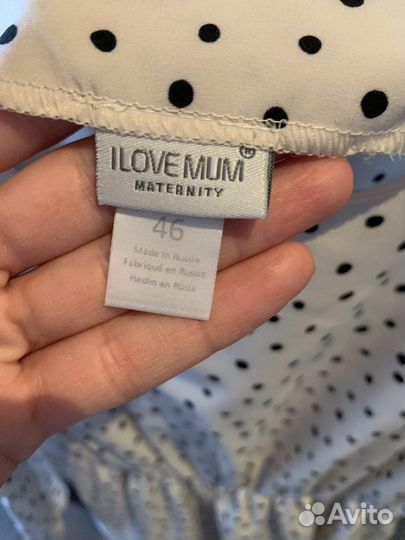 I LOVE MUM®
MATERNITY
46
Made in Russia
Fabriqué en Russie
Hecho en Rusia
Avito